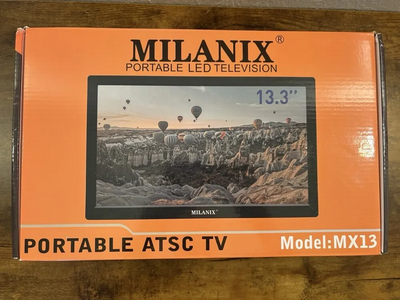 MILANIX®
PORTABLE LED TELEVISION
13.3"
MILANIX
PORTABLE ATSC TV
Model:MX13